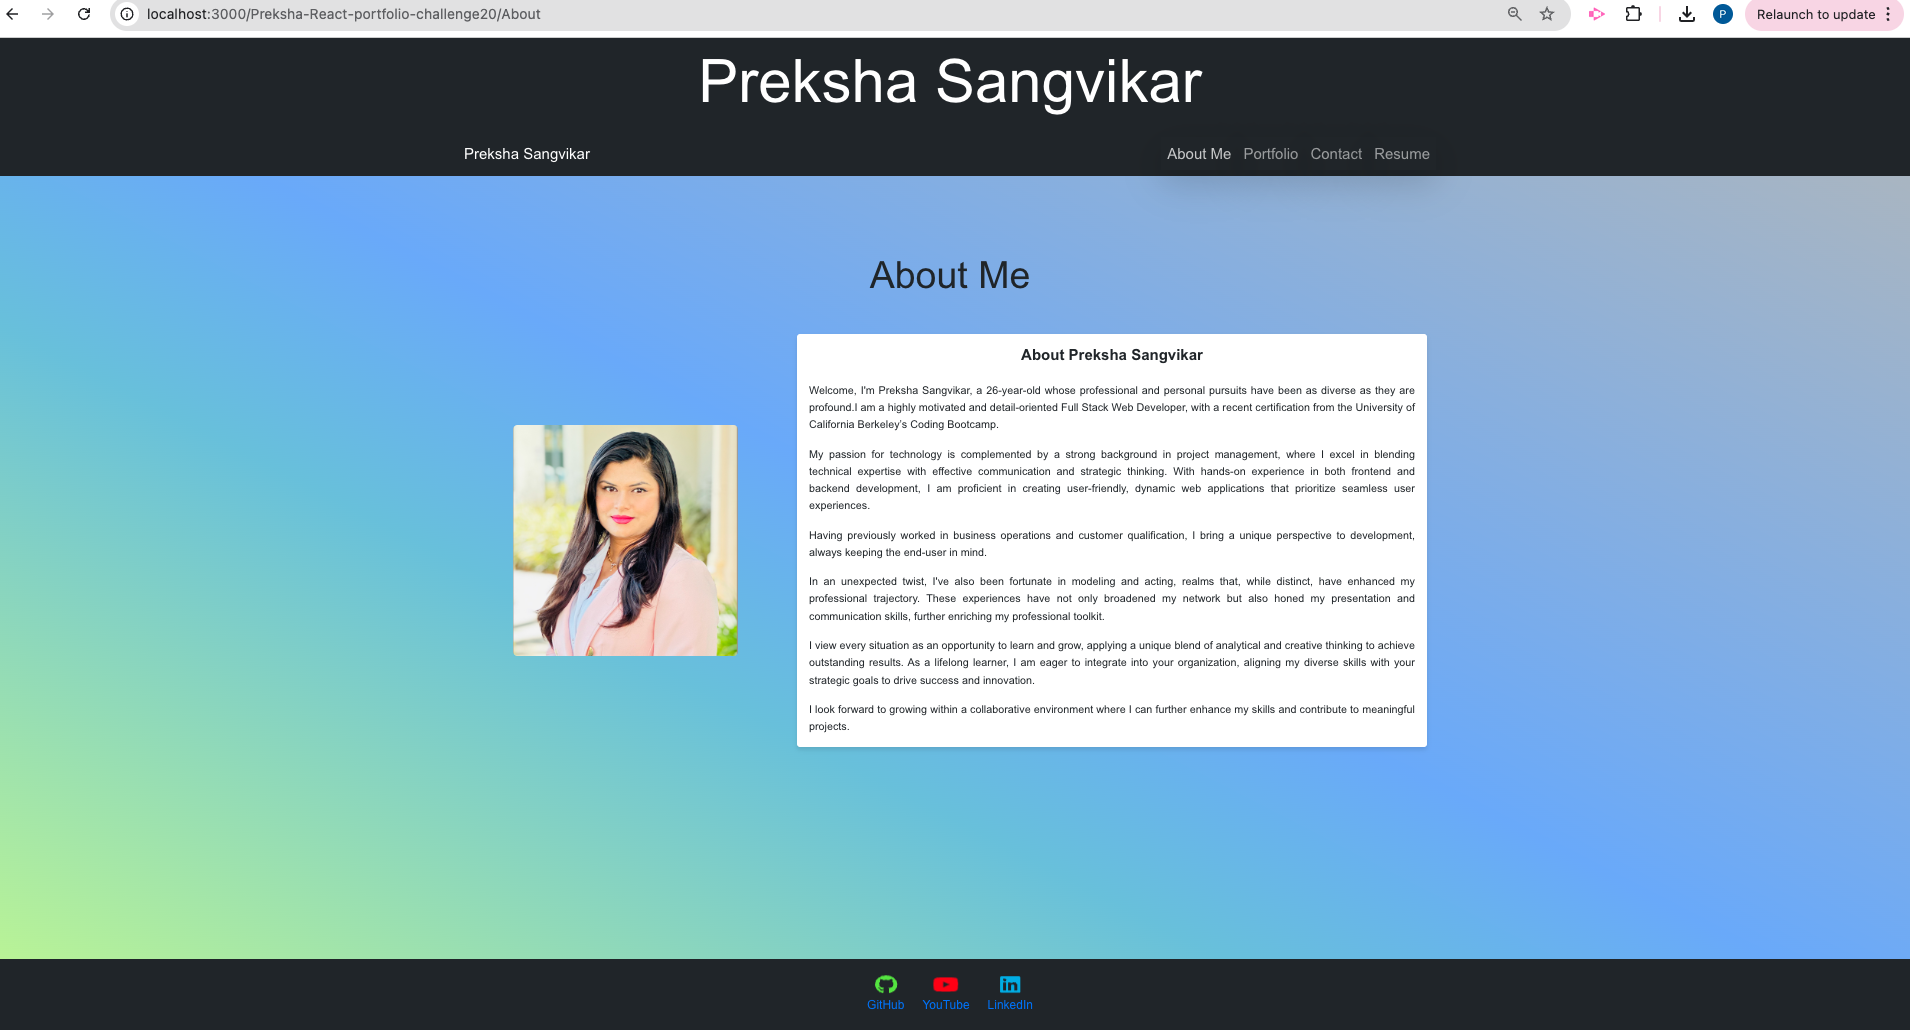 localhost:3000/Preksha-React-portfolio-challenge20/About
P
Relaunch to update
Preksha Sangvikar
Preksha Sangvikar
About Me Portfolio Contact Resume
About Me
About Preksha Sangvikar
Welcome, I'm Preksha Sangvikar, a 26-year-old whose professional and personal pursuits have been as diverse as they are
profound.I am a highly motivated and detail-oriented Full Stack Web Developer, with a recent certification from the University of
California Berkeley's Coding Bootcamp.
My passion for technology is complemented by a strong background in project management, where I excel in blending
technical expertise with effective communication and strategic thinking. With hands-on experience in both frontend and
backend development, I am proficient in creating user-friendly, dynamic web applications that prioritize seamless user
experiences.
Having previously worked in business operations and customer qualification, I bring a unique perspective to development,
always keeping the end-user in mind.
In an unexpected twist, I've also been fortunate in modeling and acting, realms that, while distinct, have enhanced my
professional trajectory. These experiences have not only broadened my network but also honed my presentation and
communication skills, further enriching my professional toolkit.
I view every situation as an opportunity to learn and grow, applying a unique blend of analytical and creative thinking to achieve
outstanding results. As a lifelong learner, I am eager to integrate into your organization, aligning my diverse skills with your
strategic goals to drive success and innovation.
I look forward to growing within a collaborative environment where I can further enhance my skills and contribute to meaningful
projects.
in
GitHub YouTube LinkedIn